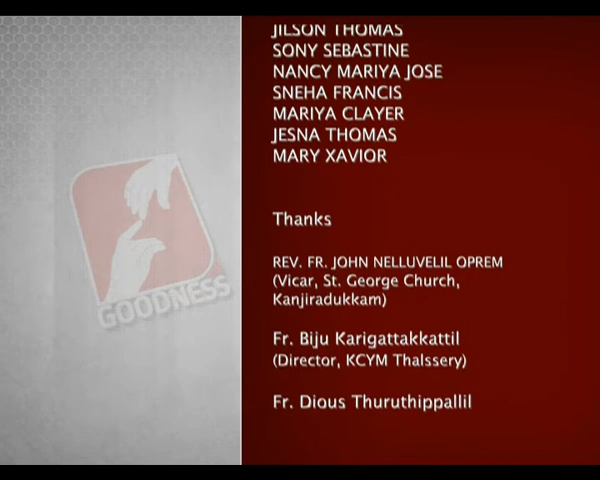 JILSON THOMAS
SONY SEBASTINE
NANCY MARIYA JOSE
SNEHA FRANCIS
MARIYA CLAYER
JESNA THOMAS
MARY XAVIOR
Thanks
REV. FR. JOHN NELLUVELIL OPREM
(Vicar, St. George Church,
Kanjiradukkam)
Fr. Biju Karigattakkattil
(Director, KCYM Thalssery)
Fr. Dious Thuruthippallil
GOODNESS